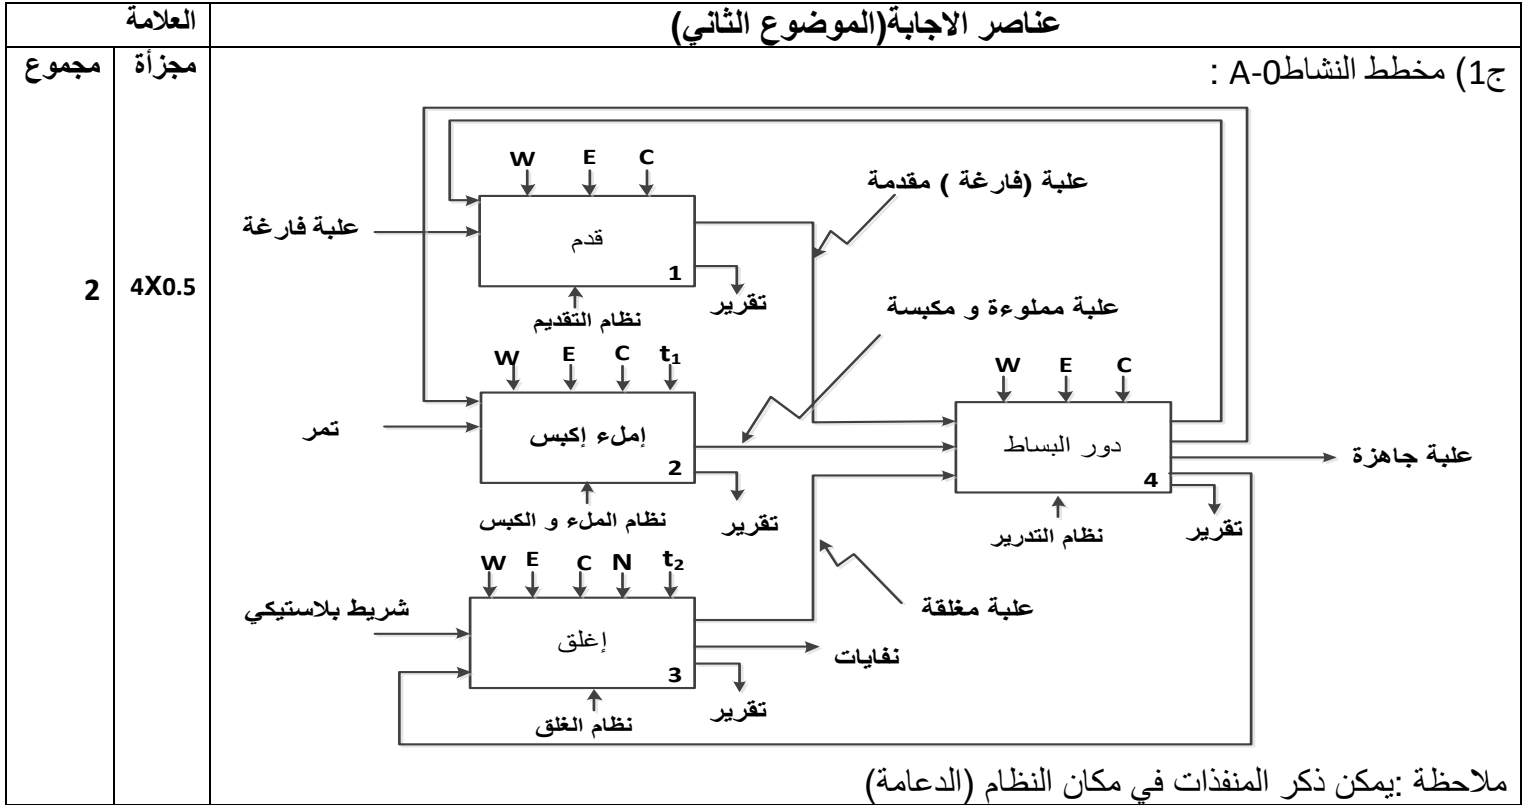 عناصر الاجابة(الموضوع الثاني)
العلامة
مجزأة
مجموع
ج1) مخطط النشاطA-0 :
W E C
علبة (فارغة ) مقدمة
علبة فارغة
قدم
1
تقرير
نظام التقديم
4X0.5
2
علبة مملوءة و مكبسة
W E C t₁
تمر
إملء إكبس
2
تقرير
نظام الملء و الكبس
W E C
دور البساط
4
علبة جاهزة
تقرير
نظام التدرير
W E C N t₂
شريط بلاستيكي
إغلق
3
علبة مغلقة
نفايات
تقرير
نظام الغلق
ملاحظة :يمكن ذكر المنفذات في مكان النظام (الدعامة)